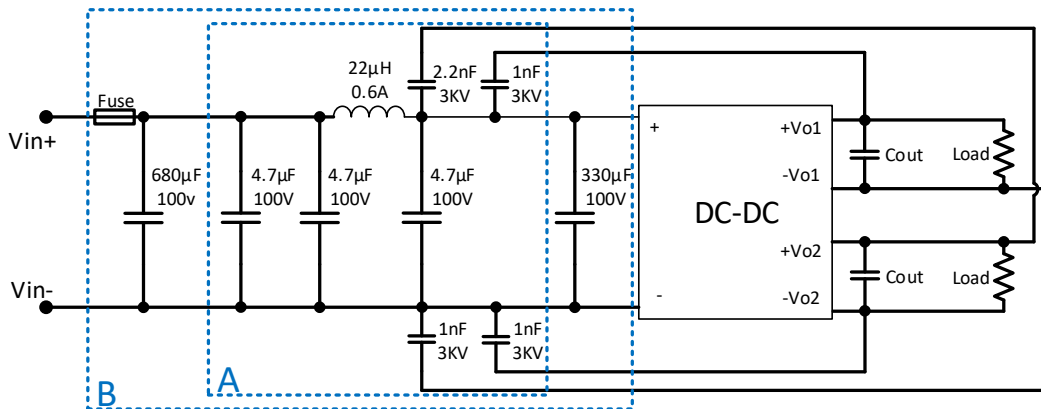 22μH
0.6A
2.2nF
3KV
1nF
3KV
Fuse
Vin+
680μF
100v
4.7μF
100V
4.7μF
100V
4.7μF
100V
330μF
100V
+
-
DC-DC
+Vo1
-Vo1
+Vo2
-Vo2
Cout
Load
Cout
Load
Vin-
1nF
3KV
1nF
3KV
B
A